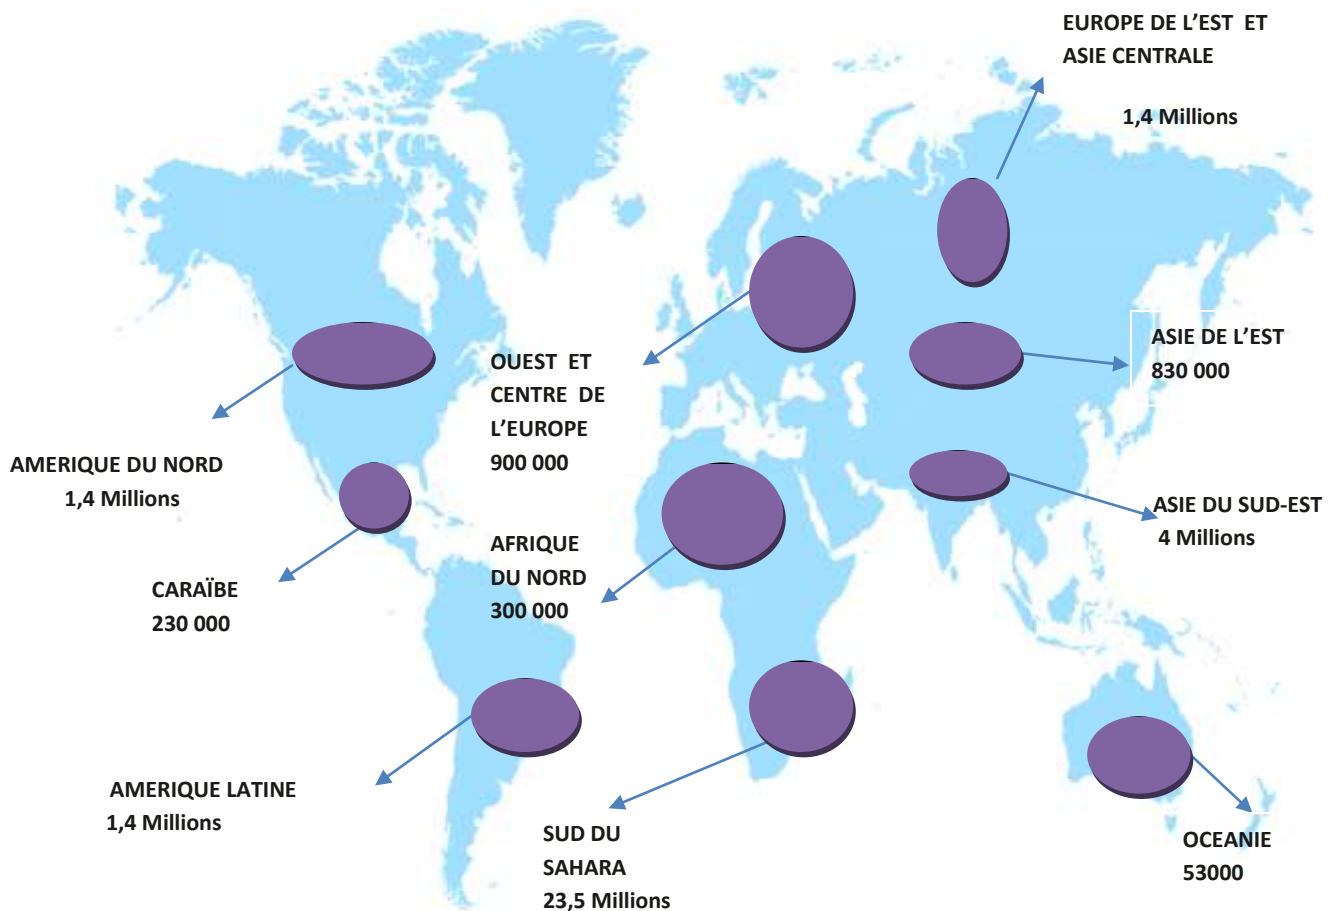 EUROPE DE L'EST ET
ASIE CENTRALE
1,4 Millions
ASIE DE L'EST
830 000
OUEST ET
CENTRE DE
L'EUROPE
900 000
AMERIQUE DU NORD
1,4 Millions
ASIE DU SUD-EST
4 Millions
AFRIQUE
DU NORD
300 000
CARAÏBE
230 000
AMERIQUE LATINE
1,4 Millions
SUD DU
SAHARA
23,5 Millions
OCEANIE
53000